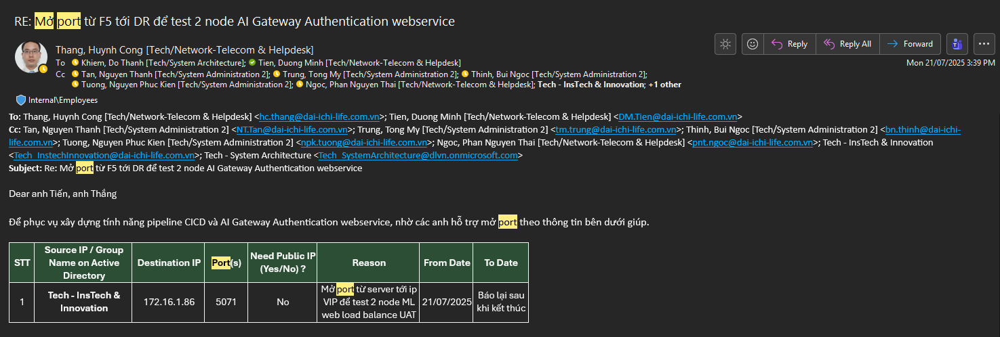 RE: Mở port từ F5 tới DR để test 2 node AI Gateway Authentication webservice
Thang, Huynh Cong [Tech/Network-Telecom & Helpdesk]
To Khiem, Do Thanh [Tech/System Architecture]; Tien, Duong Minh [Tech/Network-Telecom & Helpdesk]
Cc Tan, Nguyen Thanh [Tech/System Administration 2]; Trung, Tong My [Tech/System Administration 2]; Thinh, Bui Ngoc [Tech/System Administration 2];
Tuong, Nguyen Phuc Kien [Tech/System Administration 2]; Ngoc, Phan Nguyen Thai [Tech/Network-Telecom & Helpdesk]; Tech - InsTech & Innovation; +1 other
Reply
Reply All
Forward
Mon 21/07/2025 3:39 PM
Internal\Employees
To: Thang, Huynh Cong [Tech/Network-Telecom & Helpdesk] <hc.thang@dai-ichi-life.com.vn>; Tien, Duong Minh [Tech/Network-Telecom & Helpdesk] <DM.Tien@dai-ichi-life.com.vn>
Cc: Tan, Nguyen Thanh [Tech/System Administration 2] <NT.Tan@dai-ichi-life.com.vn>; Trung, Tong My [Tech/System Administration 2] <tm.trung@dai-ichi-life.com.vn>; Thinh, Bui Ngoc [Tech/System Administration 2] <bn.thinh@dai-ichi-
life.com.vn>; Tuong, Nguyen Phuc Kien [Tech/System Administration 2] <npk.tuong@dai-ichi-life.com.vn>; Ngoc, Phan Nguyen Thai [Tech/Network-Telecom & Helpdesk] <pnt.ngoc@dai-ichi-life.com.vn>; Tech - InsTech & Innovation
<Tech_InstechInnovation@dai-ichi-life.com.vn>; Tech - System Architecture <Tech_SystemArchitecture@dlvn.onmicrosoft.com>
Subject: Re: Mở port từ F5 tới DR để test 2 node AI Gateway Authentication webservice
Dear anh Tiến, anh Thắng
Để phục vụ xây dựng tính năng pipeline CICD và AI Gateway Authentication webservice, nhờ các anh hỗ trợ mở port theo thông tin bên dưới giúp.
STT
Source IP / Group
Name on Active
Directory
Destination IP
Port(s)
Need Public IP
(Yes/No) ?
Reason
From Date
To Date
1
Tech - InsTech &
Innovation
172.16.1.86
5071
No
Mở port từ server tới ip
VIP để test 2 node ML
web load balance UAT
21/07/2025
Báo lại sau
khi kết thúc